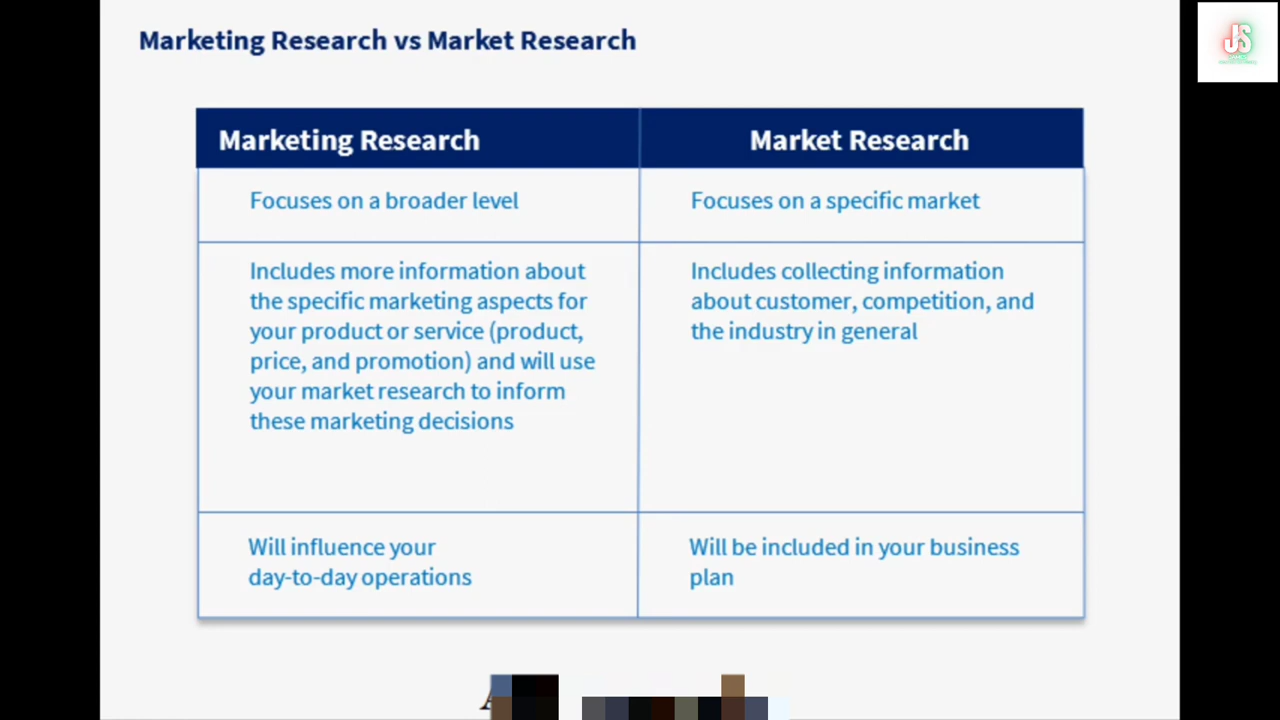 Marketing Research vs Market Research
JS
Marketing Research
Market Research
Focuses on a broader level
Focuses on a specific market
Includes more information about
the specific marketing aspects for
your product or service (product,
price, and promotion) and will use
your market research to inform
these marketing decisions
Includes collecting information
about customer, competition, and
the industry in general
Will influence your
day-to-day operations
Will be included in your business
plan